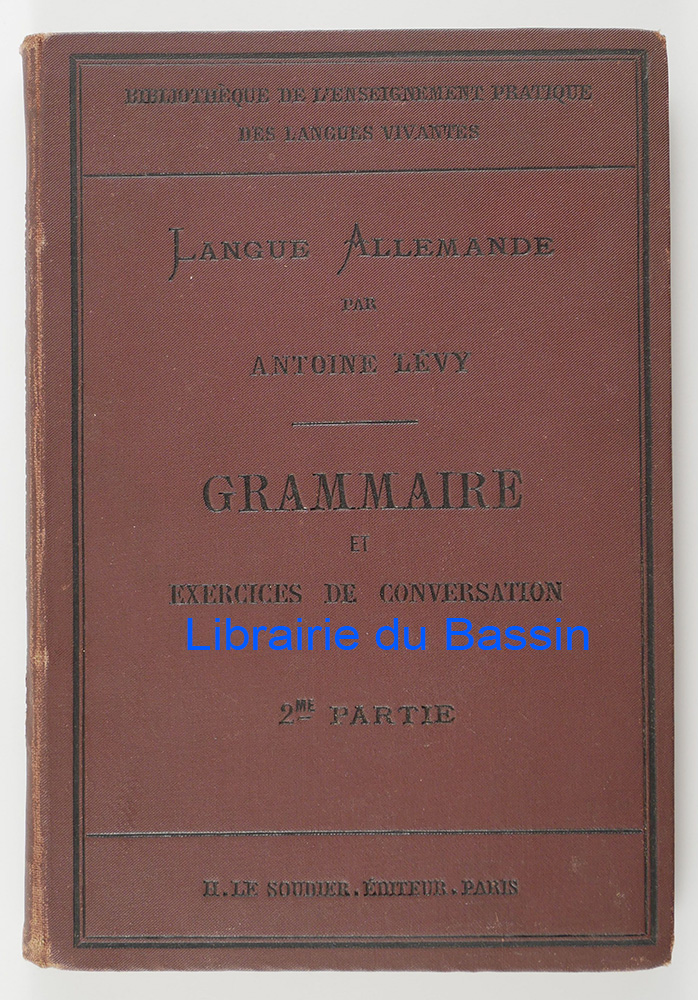 BIBLIOTHÈQUE DE L'ENSEIGNEMENT PRATIQUE
DES LANGUES VIVANTES
LANGUE ALLEMANDE
PAR
ANTOINE LÉVY
GRAMMAIRE
ET
EXERCICES DE CONVERSATION
Librairie du Bassin
2ME PARTIE
H. LE SOUDIER. ÉDITEUR. PARIS